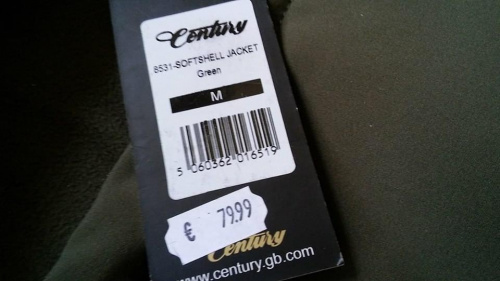 Century
8531-SOFTSHELL JACKET
Green
M
5 060362 016519
€ 79.99
Century
www.century.gb.com